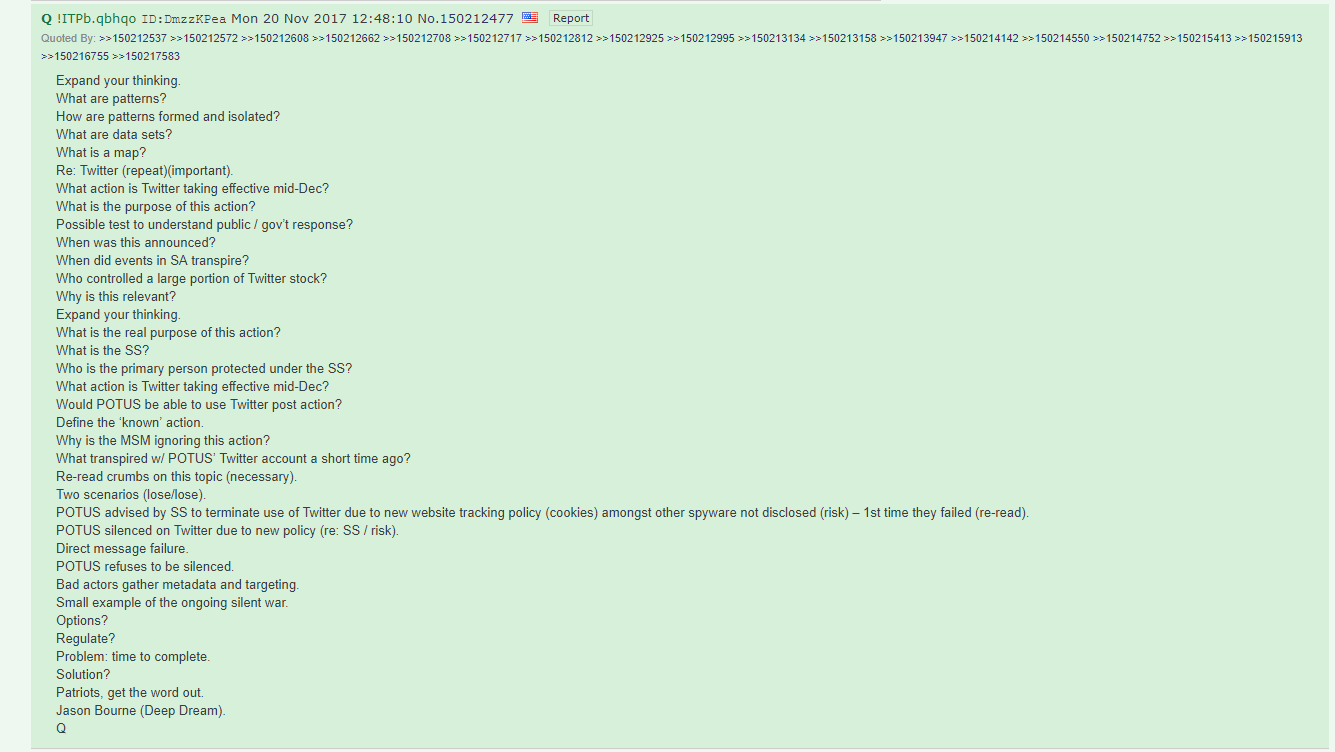 Q !ITPb.qbhqo ID:DmzzKPea Mon 20 Nov 2017 12:48:10 No.150212477 Report
Quoted By: >>150212537 >>150212572 >>150212608 >>150212662 >>150212708 >>150212717 >>150212812 >>150212925 >>150212995 >>150213134 >>150213158 >>150213947 >>150214142 >>150214550 >>150214752 >>150215413 >>150215913
>>150216755 >>150217583
Expand your thinking.
What are patterns?
How are patterns formed and isolated?
What are data sets?
What is a map?
Re: Twitter (repeat)(important).
What action is Twitter taking effective mid-Dec?
What is the purpose of this action?
Possible test to understand public / gov’t response?
When was this announced?
When did events in SA transpire?
Who controlled a large portion of Twitter stock?
Why is this relevant?
Expand your thinking.
What is the real purpose of this action?
What is the SS?
Who is the primary person protected under the SS?
What action is Twitter taking effective mid-Dec?
Would POTUS be able to use Twitter post action?
Define the ‘known’ action.
Why is the MSM ignoring this action?
What transpired w/ POTUS’ Twitter account a short time ago?
Re-read crumbs on this topic (necessary).
Two scenarios (lose/lose).
POTUS advised by SS to terminate use of Twitter due to new website tracking policy (cookies) amongst other spyware not disclosed (risk) – 1st time they failed (re-read).
POTUS silenced on Twitter due to new policy (re: SS / risk).
Direct message failure.
POTUS refuses to be silenced.
Bad actors gather metadata and targeting.
Small example of the ongoing silent war.
Options?
Regulate?
Problem: time to complete.
Solution?
Patriots, get the word out.
Jason Bourne (Deep Dream).
Q